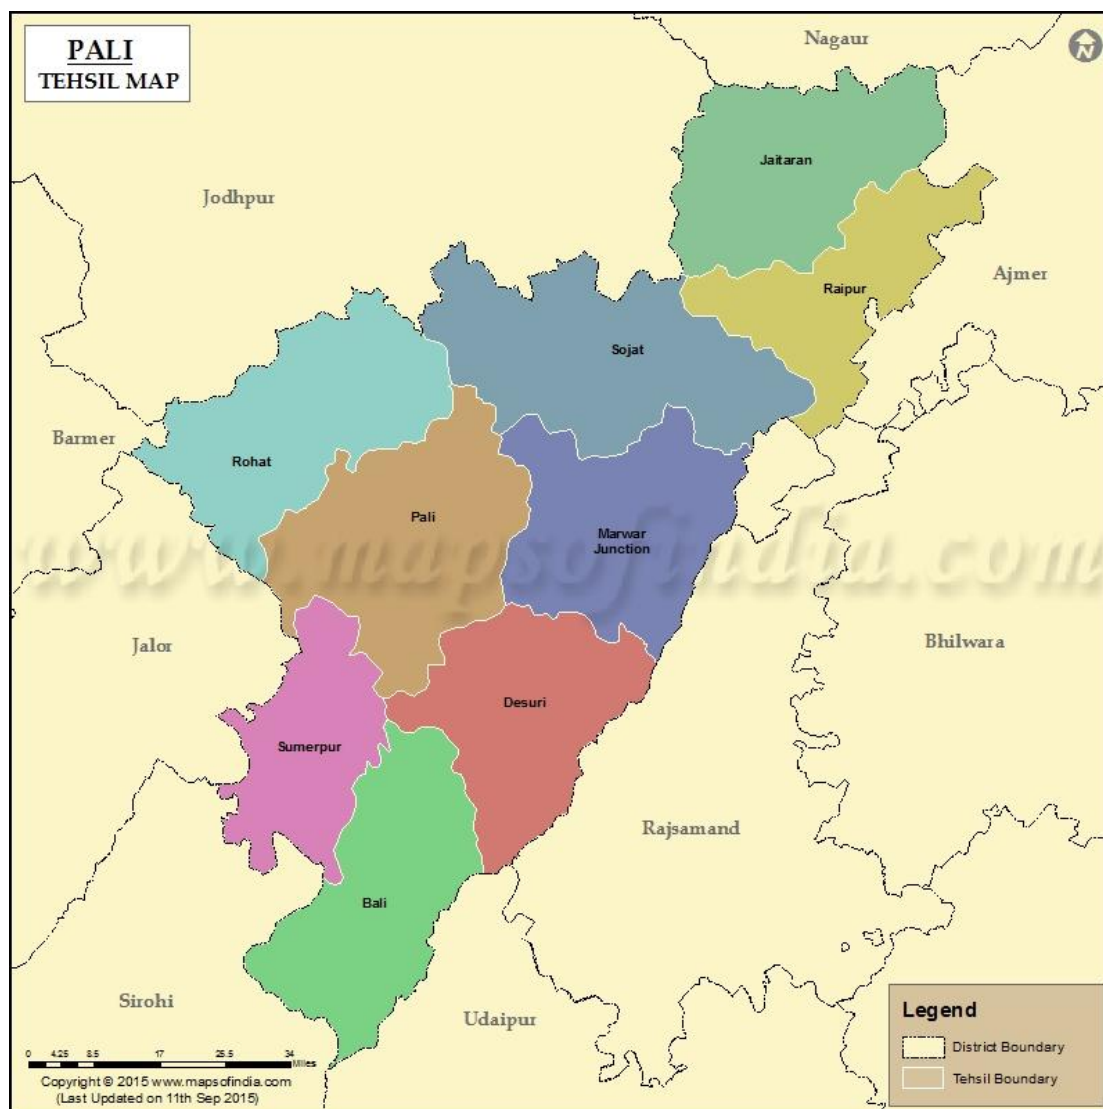 PALI
TEHSIL MAP
Nagaur
N
Jaitaran
Jodhpur
Ajmer
Raipur
Sojat
Barmer
Rohat
Pali
Marwar
Junction
www.mapsofindia.com
Jalor
Bhilwara
Desuri
Sumerpur
Rajsamand
Bali
Sirohi
Udaipur
Legend
District Boundary
Tehsil Boundary
0 4.25 8.5 17 25.5 34
Miles
Copyright © 2015 www.mapsofindia.com
(Last Updated on 11th Sep 2015)